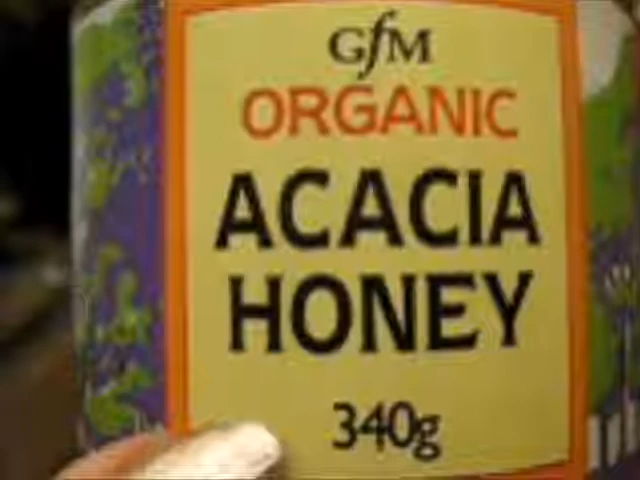 GfM
ORGANIC
ACACIA
HONEY
340g